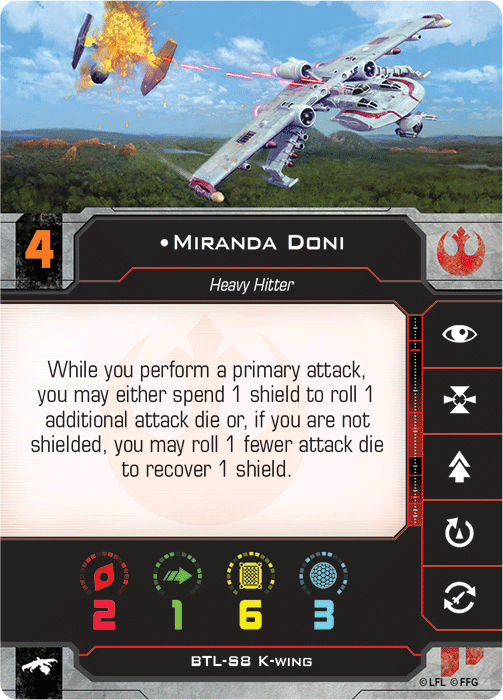 4
•Miranda Doni
Heavy Hitter
While you perform a primary attack,
you may either spend 1 shield to roll 1
additional attack die or, if you are not
shielded, you may roll 1 fewer attack die
to recover 1 shield.
2 1 6 3
BTL-S8 K-wing
© LFL © FFG